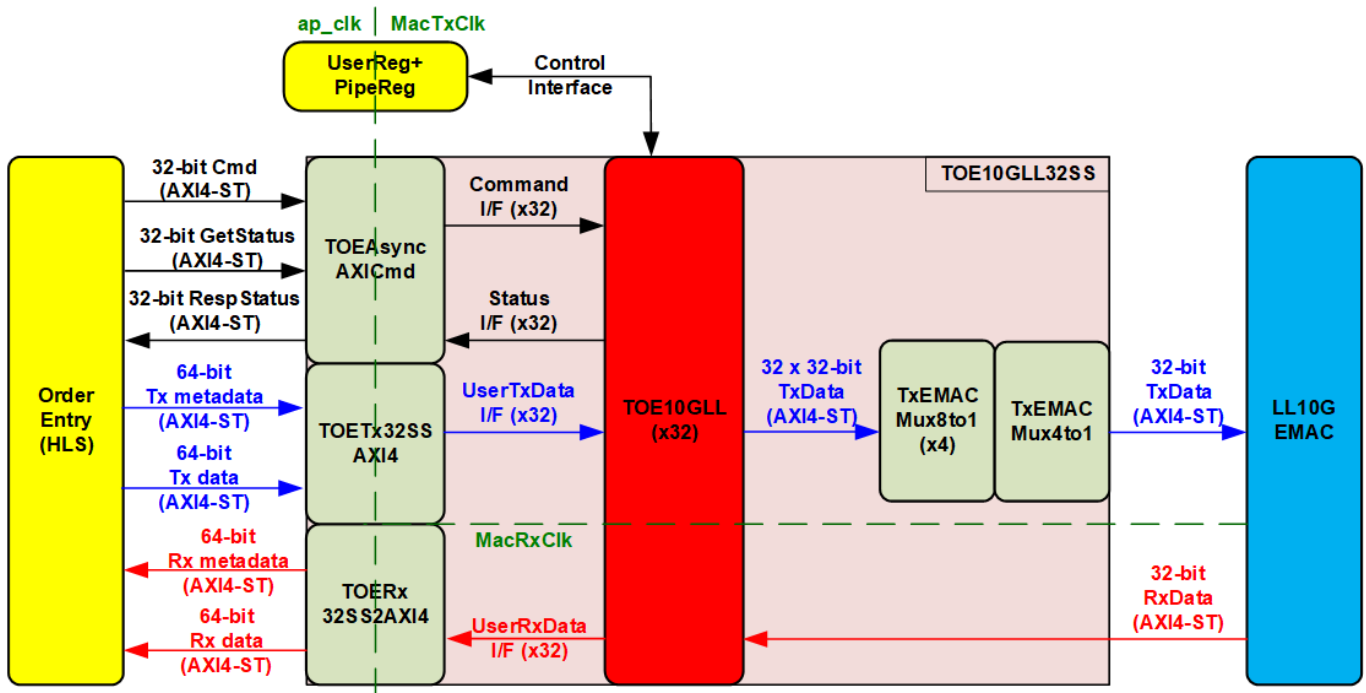 ap_clk
MacTxClk
UserReg+
PipeReg
Control
Interface
TOE10GLL32SS
Order
Entry
(HLS)
32-bit Cmd
(AXI4-ST)
32-bit GetStatus
(AXI4-ST)
32-bit RespStatus
(AXI4-ST)
64-bit
Tx metadata
(AXI4-ST)
64-bit
Tx data
(AXI4-ST)
64-bit
Rx metadata
(AXI4-ST)
64-bit
Rx data
(AXI4-ST)
TOEAsync
AXICmd
TOETx32SS
AXI4
TOERx
32SS2AXI4
Command
I/F (x32)
Status
I/F (x32)
UserTxData
I/F (x32)
MacRxClk
UserRxData
I/F (x32)
TOE10GLL
(x32)
32 x 32-bit
TxData
(AXI4-ST)
TxEMAC
Mux8to1
(x4)
TxEMAC
Mux4to1
32-bit
TxData
(AXI4-ST)
32-bit
RxData
(AXI4-ST)
LL10G
EMAC